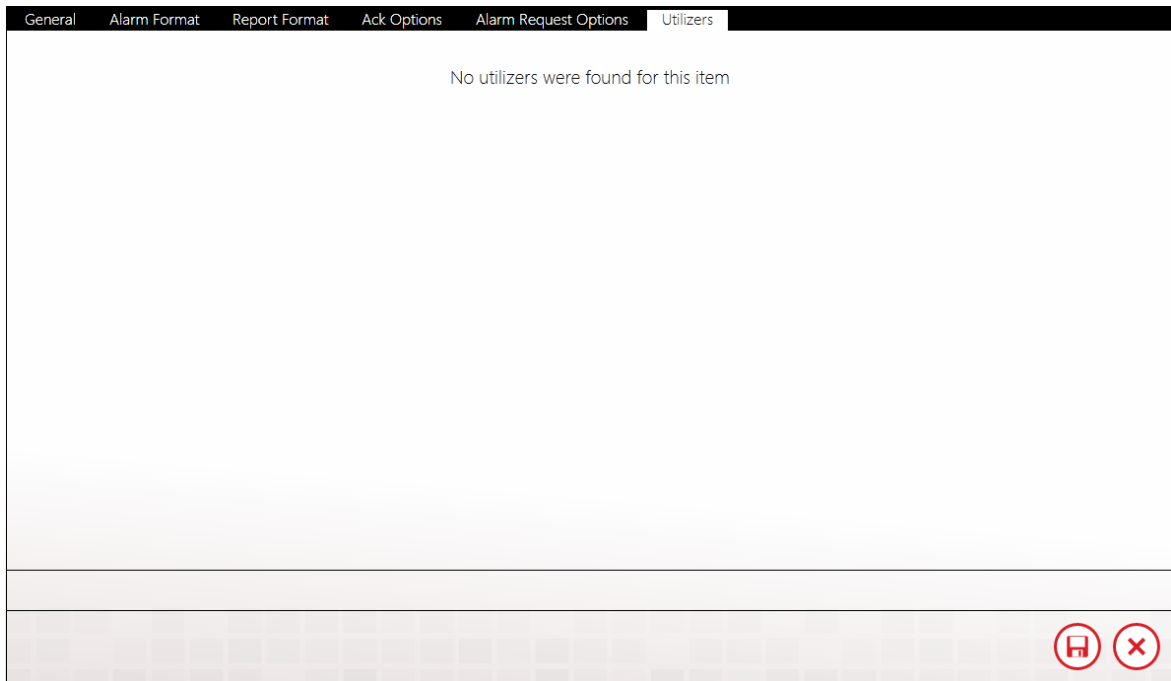 General Alarm Format Report Format Ack Options Alarm Request Options Utilizers
No utilizers were found for this item